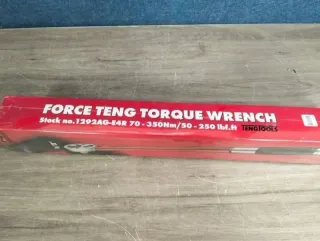 FORCE TENG TORQUE WRENCH
Stock no.1292AG-E4R 70 - 350Nm/50 - 250 lbf.ft
TENGTOOLS